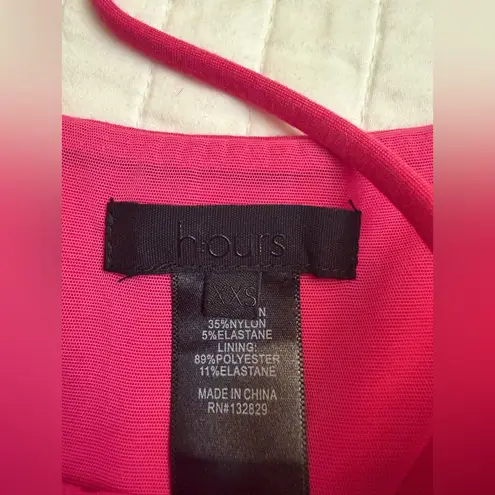 h:ours
XXS
N
35%NYLON
5%ELASTANE
LINING:
89%POLYESTER
11%ELASTANE
MADE IN CHINA
RN#132829